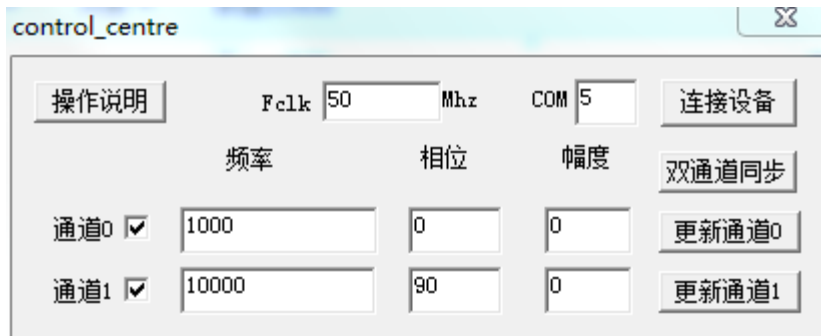 control_centre
操作说明 Fclk 50 Mhz COM 5 连接设备
频率 相位 幅度 双通道同步
通道0 1000 0 0 更新通道0
通道1 10000 90 0 更新通道1